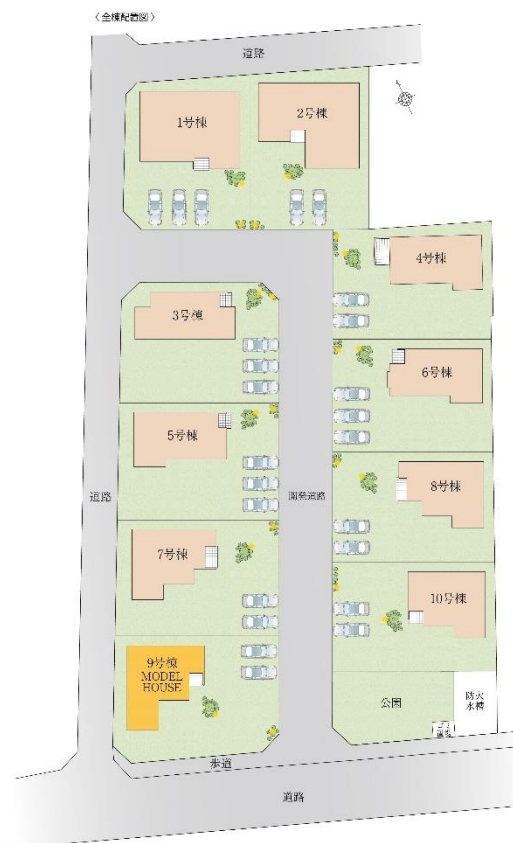 〈全棟配置図〉
道路
1号棟
2号棟
4号棟
3号棟
6号棟
5号棟
8号棟
道路
開発道路
7号棟
10号棟
9号棟
MODEL
HOUSE
公園
防火
水槽
歩道
道路